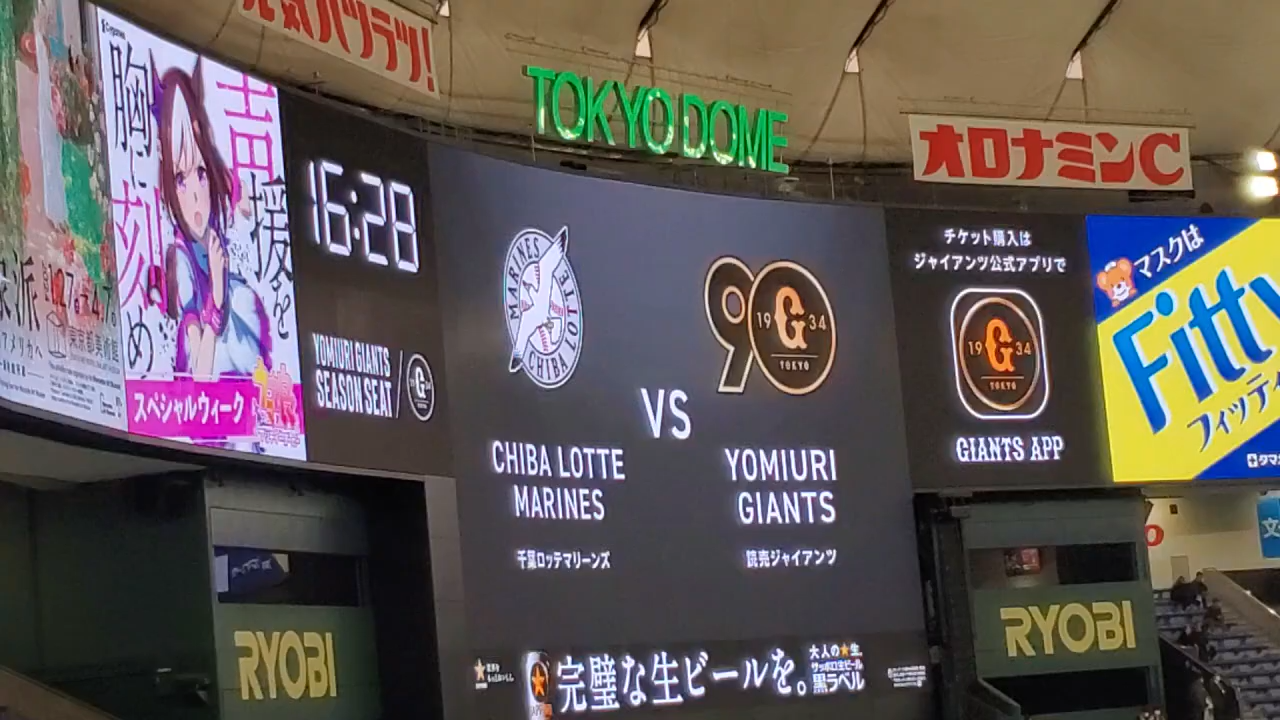 元気ハツラツ!
TOKYO DOME
オロナミンC
声援を
胸に刻め
スペシャルウィーク
16:28
YOMIURI GIANTS
SEASON SEAT
MARINES
CHIBA LOTTE
90
19 G 34
TOKYO
VS
CHIBA LOTTE
MARINES
千葉ロッテマリーンズ
YOMIURI
GIANTS
読売ジャイアンツ
チケット購入は
ジャイアンツ公式アプリで
19 G 34
TOKYO
GIANTS APP
マスクは
Fitty
フィッティ
RYOBI
RYOBI
完璧な生ビールを。
大人の★生
サッポロ生ビール
黒ラベル